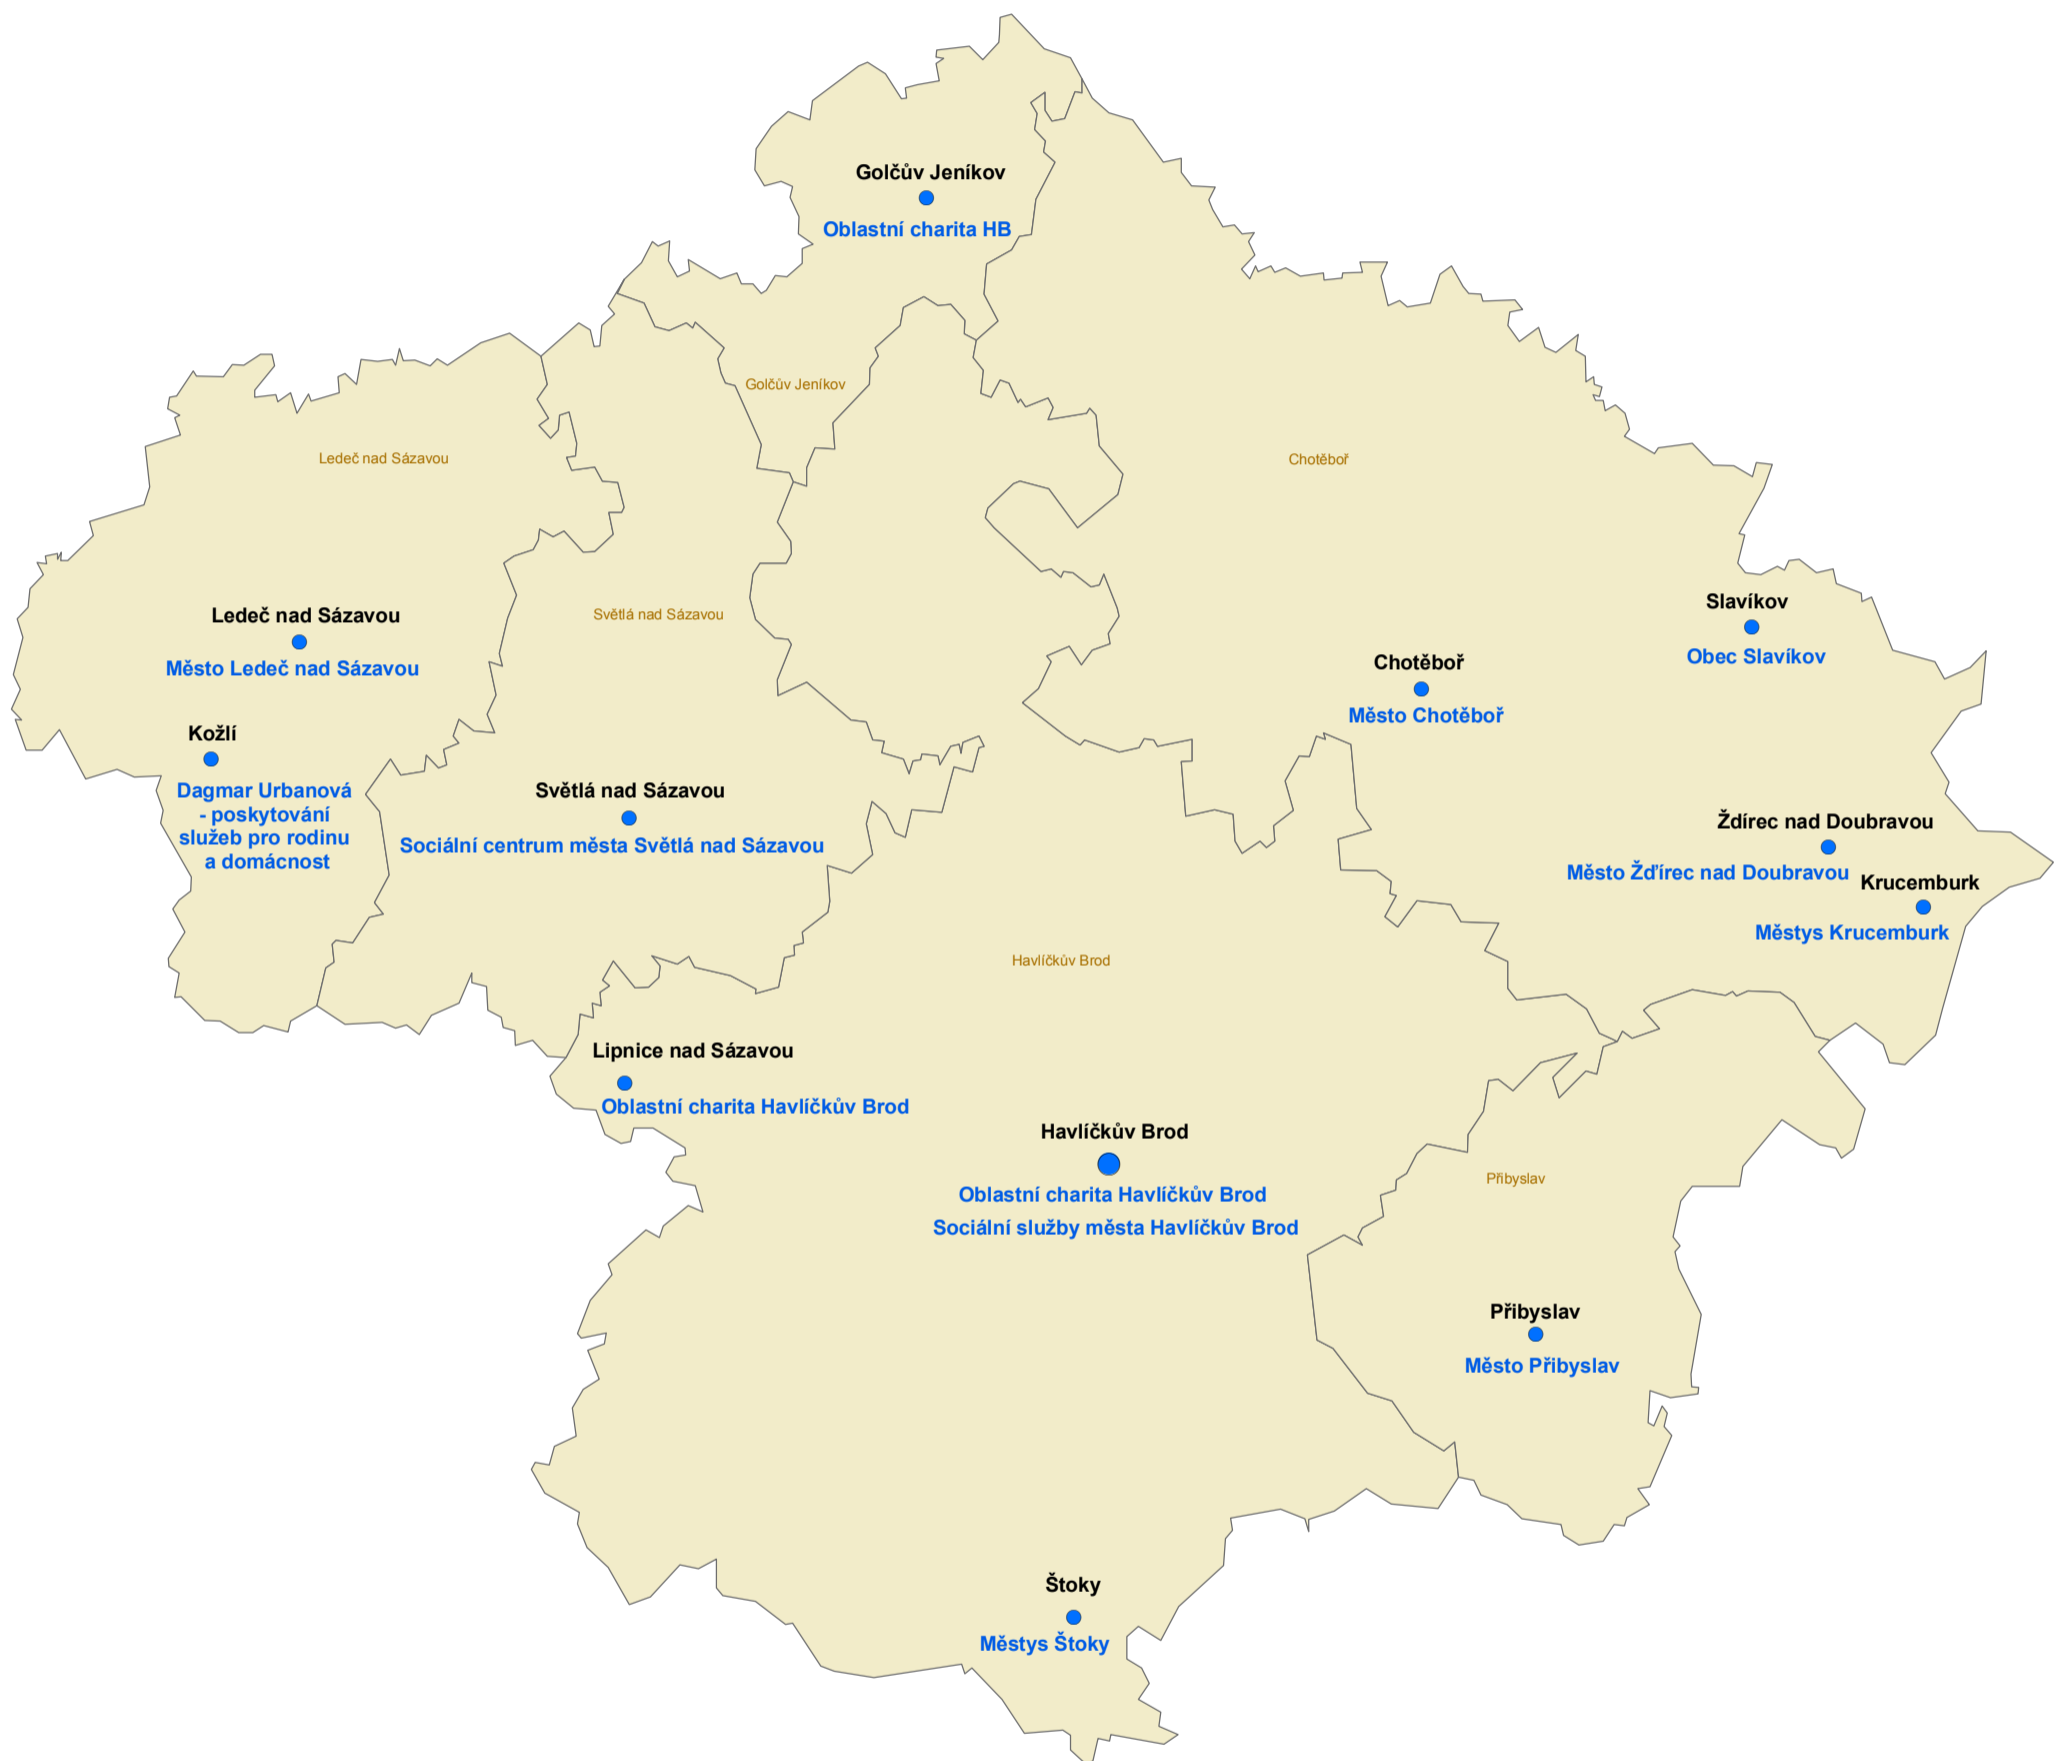 Golčův Jeníkov
Oblastní charita HB
Golčův Jeníkov
Ledeč nad Sázavou
Chotěboř
Ledeč nad Sázavou
Město Ledeč nad Sázavou
Světlá nad Sázavou
Slavíkov
Obec Slavíkov
Chotěboř
Město Chotěboř
Kožlí
Dagmar Urbanová
- poskytování
služeb pro rodinu
a domácnost
Světlá nad Sázavou
Sociální centrum města Světlá nad Sázavou
Ždírec nad Doubravou
Město Žďírec nad Doubravou
Krucemburk
Městys Krucemburk
Havlíčkův Brod
Lipnice nad Sázavou
Oblastní charita Havlíčkův Brod
Havlíčkův Brod
Oblastní charita Havlíčkův Brod
Sociální služby města Havlíčkův Brod
Přibyslav
Přibyslav
Město Přibyslav
Štoky
Městys Štoky